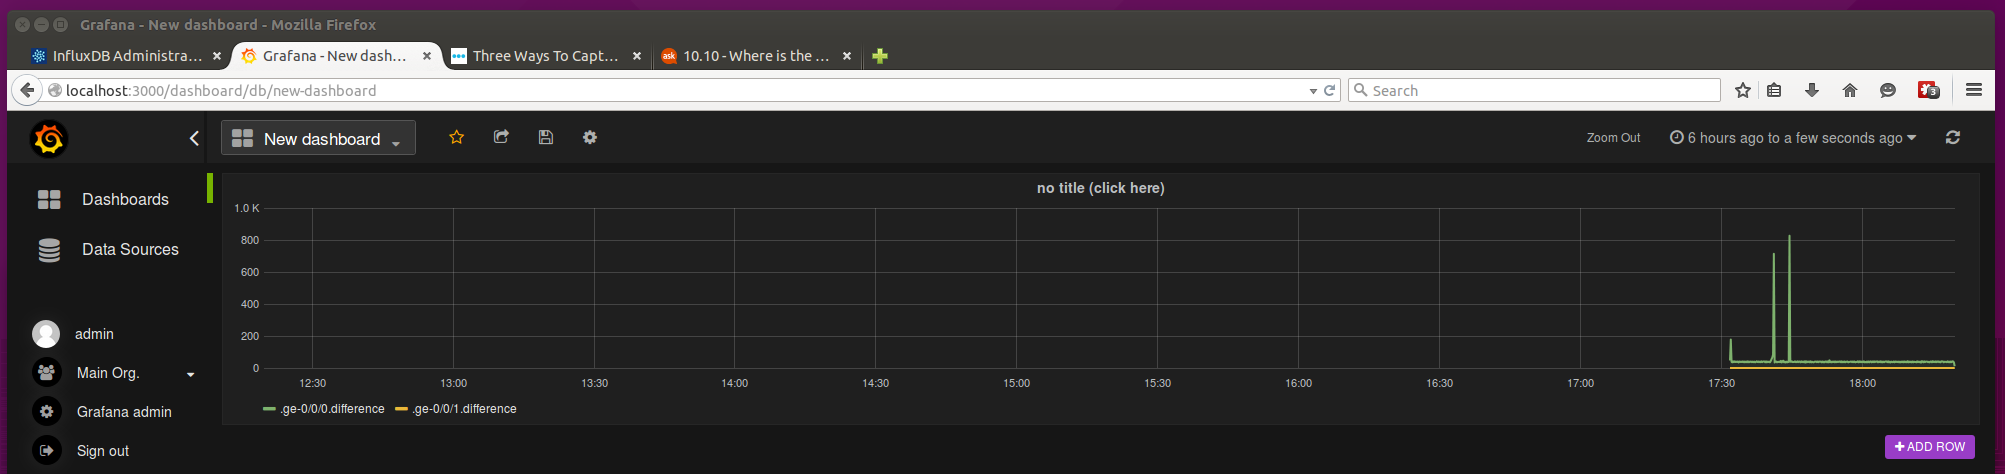 Grafana - New dashboard - Mozilla Firefox
InfluxDB Administra... Grafana - New dash... Three Ways To Capt... ask 10.10 - Where is the ...
localhost:3000/dashboard/db/new-dashboard Search 3
New dashboard Zoom Out 6 hours ago to a few seconds ago
Dashboards
Data Sources
admin
Main Org.
Grafana admin
Sign out
no title (click here)
1.0 K
800
600
400
200
0
12:30 13:00 13:30 14:00 14:30 15:00 15:30 16:00 16:30 17:00 17:30 18:00
.ge-0/0/0.difference .ge-0/0/1.difference
+ ADD ROW